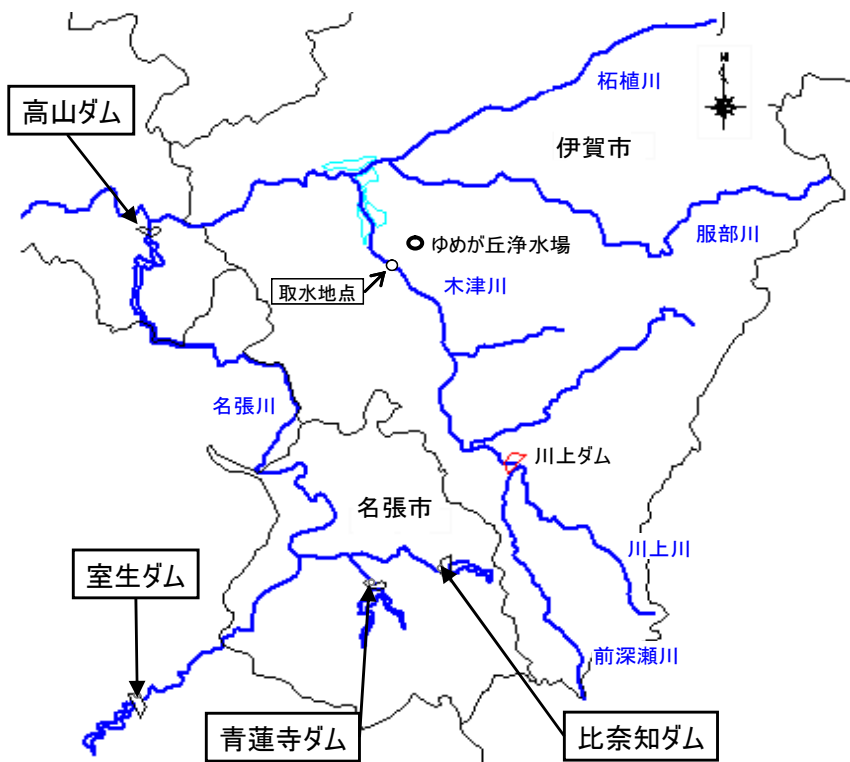 柘植川
N
高山ダム
伊賀市
服部川
ゆめが丘浄水場
木津川
取水地点
名張川
川上ダム
名張市
川上川
室生ダム
前深瀬川
青蓮寺ダム
比奈知ダム